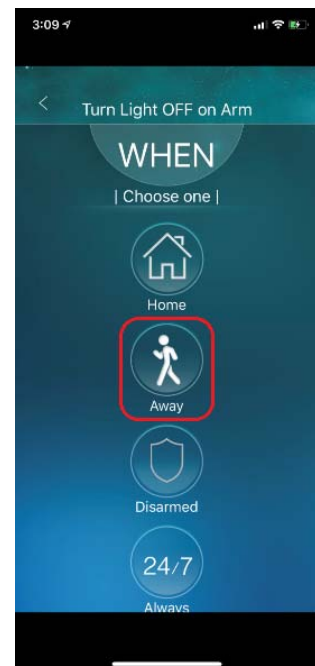 3:09
Turn Light OFF on Arm
WHEN
| Choose one |
Home
Away
Disarmed
24/7
Always